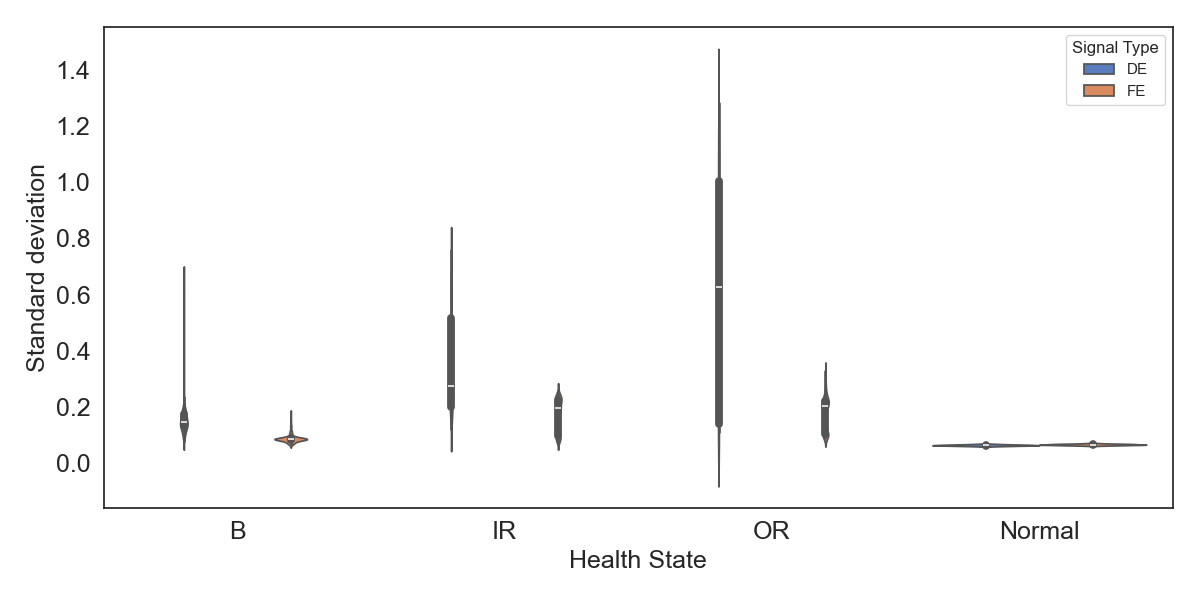 Signal Type
DE
FE
Standard deviation
1.4
1.2
1.0
0.8
0.6
0.4
0.2
0.0
B
IR
OR
Normal
Health State